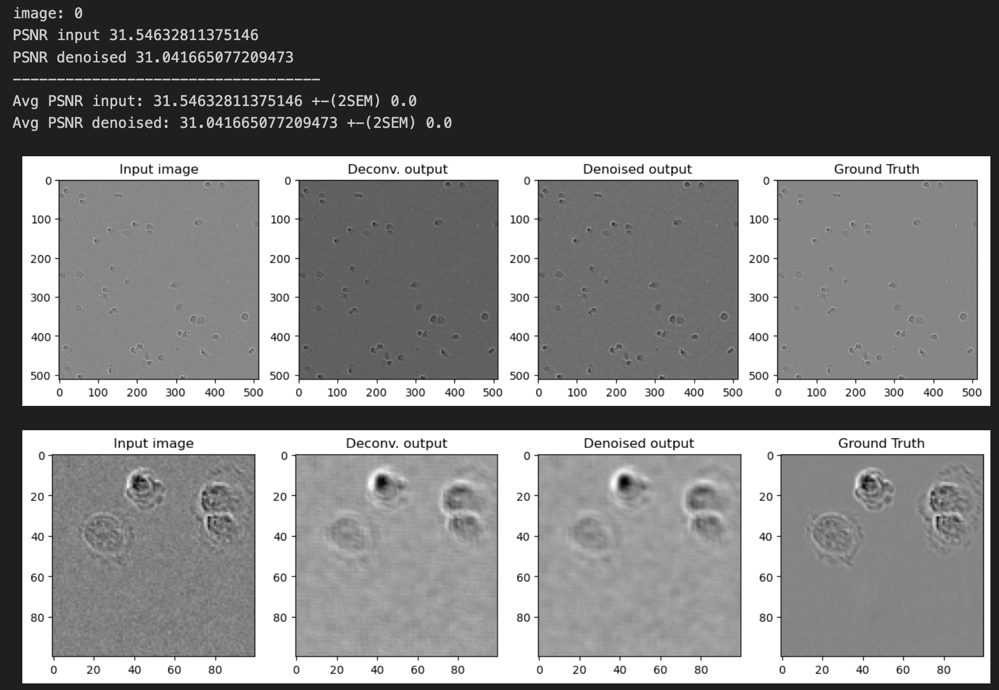 image: 0
PSNR input 31.54632811375146
PSNR denoised 31.041665077209473
-----------------------------------
Avg PSNR input: 31.54632811375146 +-(2SEM) 0.0
Avg PSNR denoised: 31.041665077209473 +-(2SEM) 0.0
Input image Deconv. output Denoised output Ground Truth
0 0 0 0
100 100 100 100
200 200 200 200
300 300 300 300
400 400 400 400
500 500 500 500
0 100 200 300 400 500 0 100 200 300 400 500 0 100 200 300 400 500 0 100 200 300 400 500
Input image Deconv. output Denoised output Ground Truth
0 0 0 0
20 20 20 20
40 40 40 40
60 60 60 60
80 80 80 80
0 20 40 60 80 0 20 40 60 80 0 20 40 60 80 0 20 40 60 80